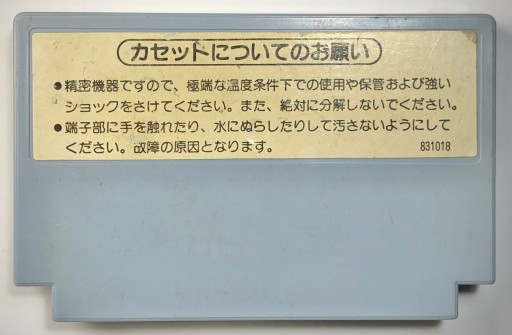 カセットについてのお願い
●精密機器ですので、極端な温度条件下での使用や保管および強い
ショックをさけてください。また、絶対に分解しないでください。
●端子部に手を触れたり、水にぬらしたりして汚さないようにして
ください。故障の原因となります。
831018